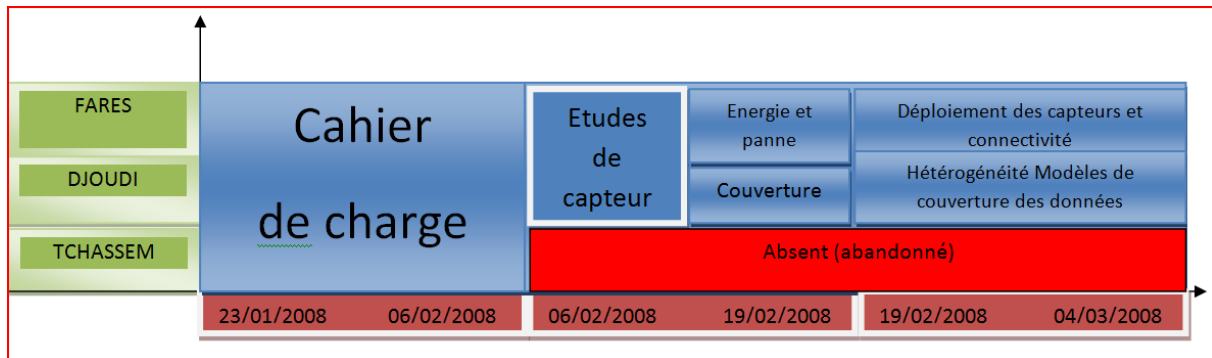 FARES
DJOUDI
TCHASSEM
Cahier
de charge
Etudes
de
capteur
Energie et
panne
Couverture
Déploiement des capteurs et
connectivité
Hétérogénéité Modèles de
couverture des données
Absent (abandonné)
23/01/2008 06/02/2008 06/02/2008 19/02/2008 19/02/2008 04/03/2008